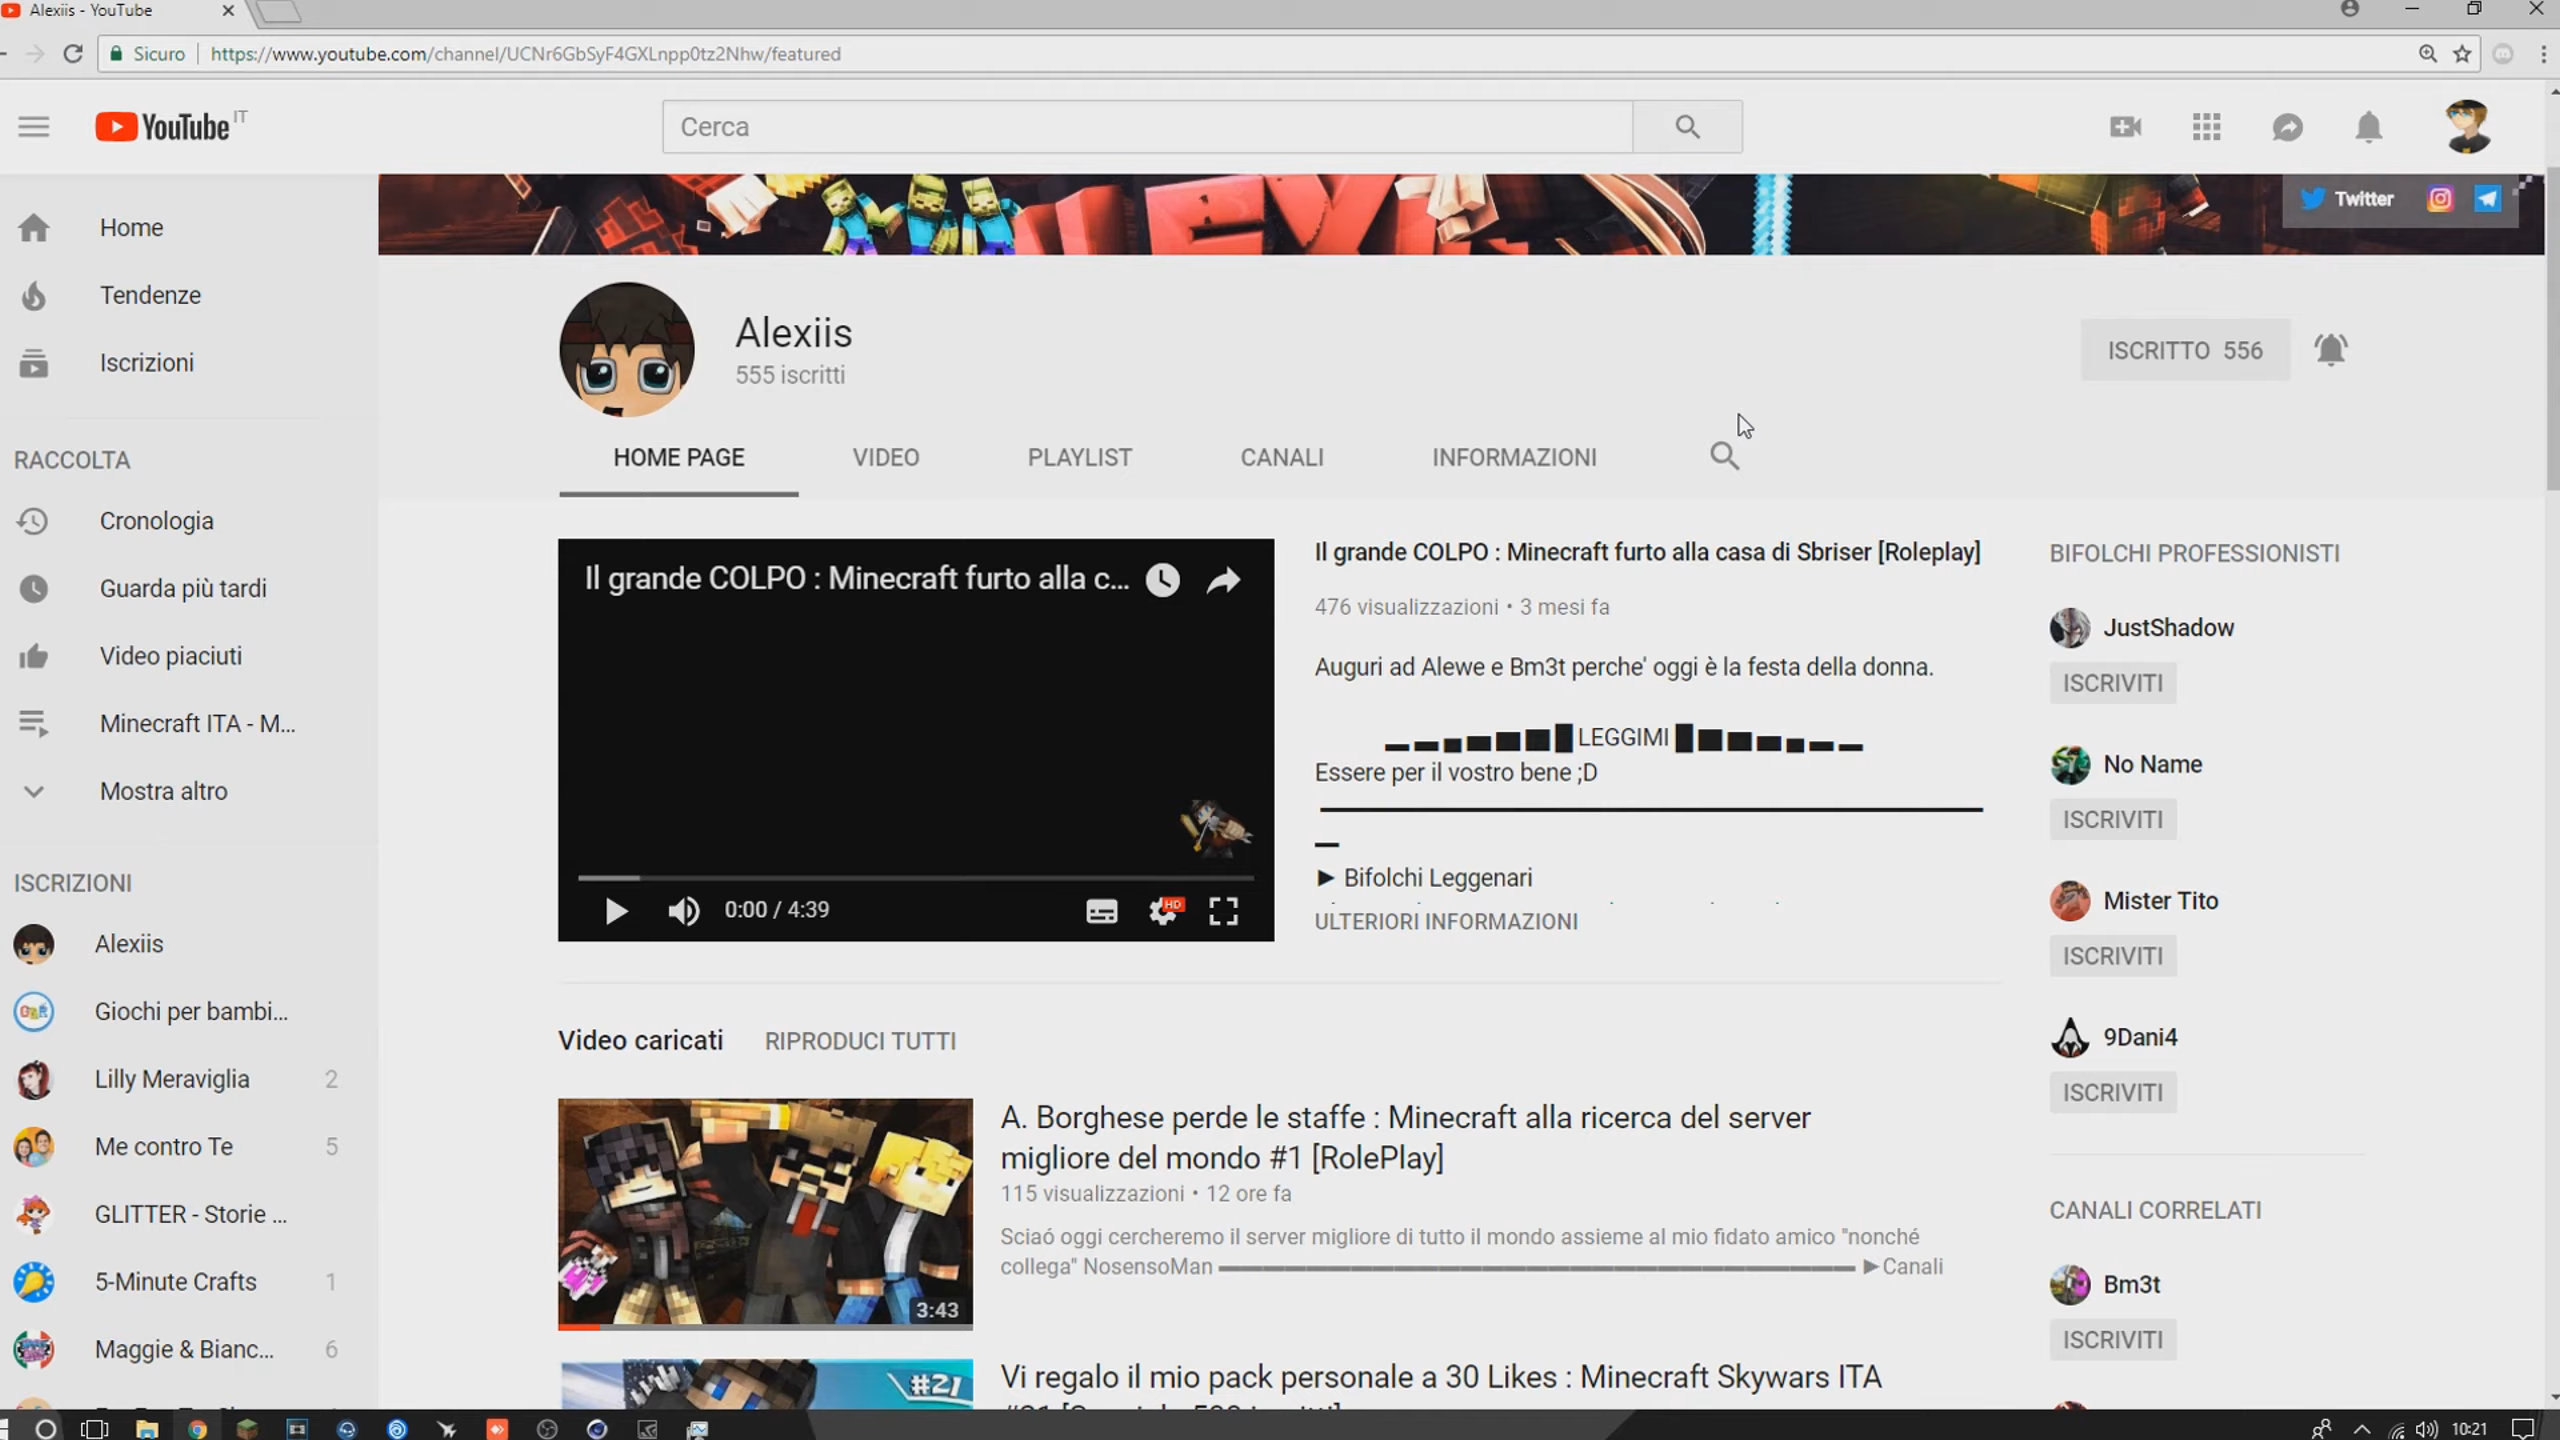 Alexiis - YouTube
Sicuro
https://www.youtube.com/channel/UCNr6GbSyF4GXLnpp0tz2Nhw/featured
YouTube IT
Cerca
Twitter
Home
Tendenze
Iscrizioni
RACCOLTA
Cronologia
Guarda più tardi
Video piaciuti
Minecraft ITA - M...
Mostra altro
ISCRIZIONI
Alexiis
Giochi per bambi...
Lilly Meraviglia 2
Me contro Te 5
GLITTER - Storie ...
5-Minute Crafts 1
Maggie & Bianc... 6
Alexiis
555 iscritti
ISCRITTO 556
HOME PAGE
VIDEO
PLAYLIST
CANALI
INFORMAZIONI
Il grande COLPO : Minecraft furto alla c...
0:00 / 4:39
HD
Il grande COLPO : Minecraft furto alla casa di Sbriser [Roleplay]
476 visualizzazioni • 3 mesi fa
Auguri ad Alewe e Bm3t perche' oggi è la festa della donna.
LEGGIMI
Essere per il vostro bene ;D
► Bifolchi Leggenari
ULTERIORI INFORMAZIONI
Video caricati
RIPRODUCI TUTTI
3:43
A. Borghese perde le staffe : Minecraft alla ricerca del server
migliore del mondo #1 [RolePlay]
115 visualizzazioni • 12 ore fa
Sciaó oggi cercheremo il server migliore di tutto il mondo assieme al mio fidato amico "nonché
collega" NosensoMan ▬▬▬▬▬▬▬▬▬▬ ►Canali
#21
Vi regalo il mio pack personale a 30 Likes : Minecraft Skywars ITA
BIFOLCHI PROFESSIONISTI
JustShadow
ISCRIVITI
No Name
ISCRIVITI
Mister Tito
ISCRIVITI
9Dani4
ISCRIVITI
CANALI CORRELATI
Bm3t
ISCRIVITI
10:21